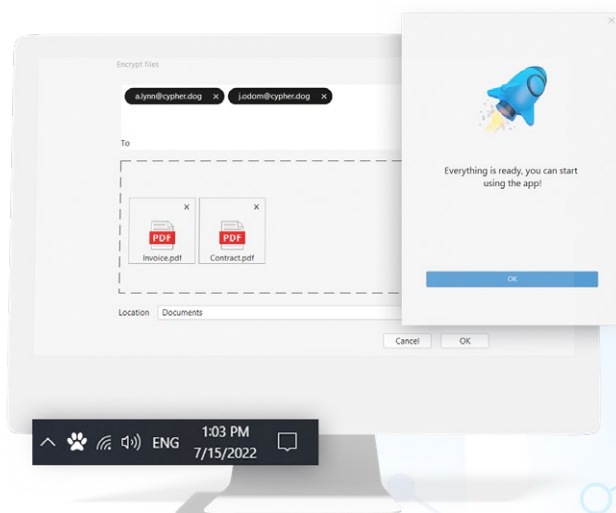 Encrypt files
a.lynn@cypher.dog x j.odom@cypher.dog x
To
PDF PDF
Invoice.pdf Contract.pdf
Location Documents
Cancel OK
Everything is ready, you can start
using the app!
OK
ENG
1:03 PM
7/15/2022